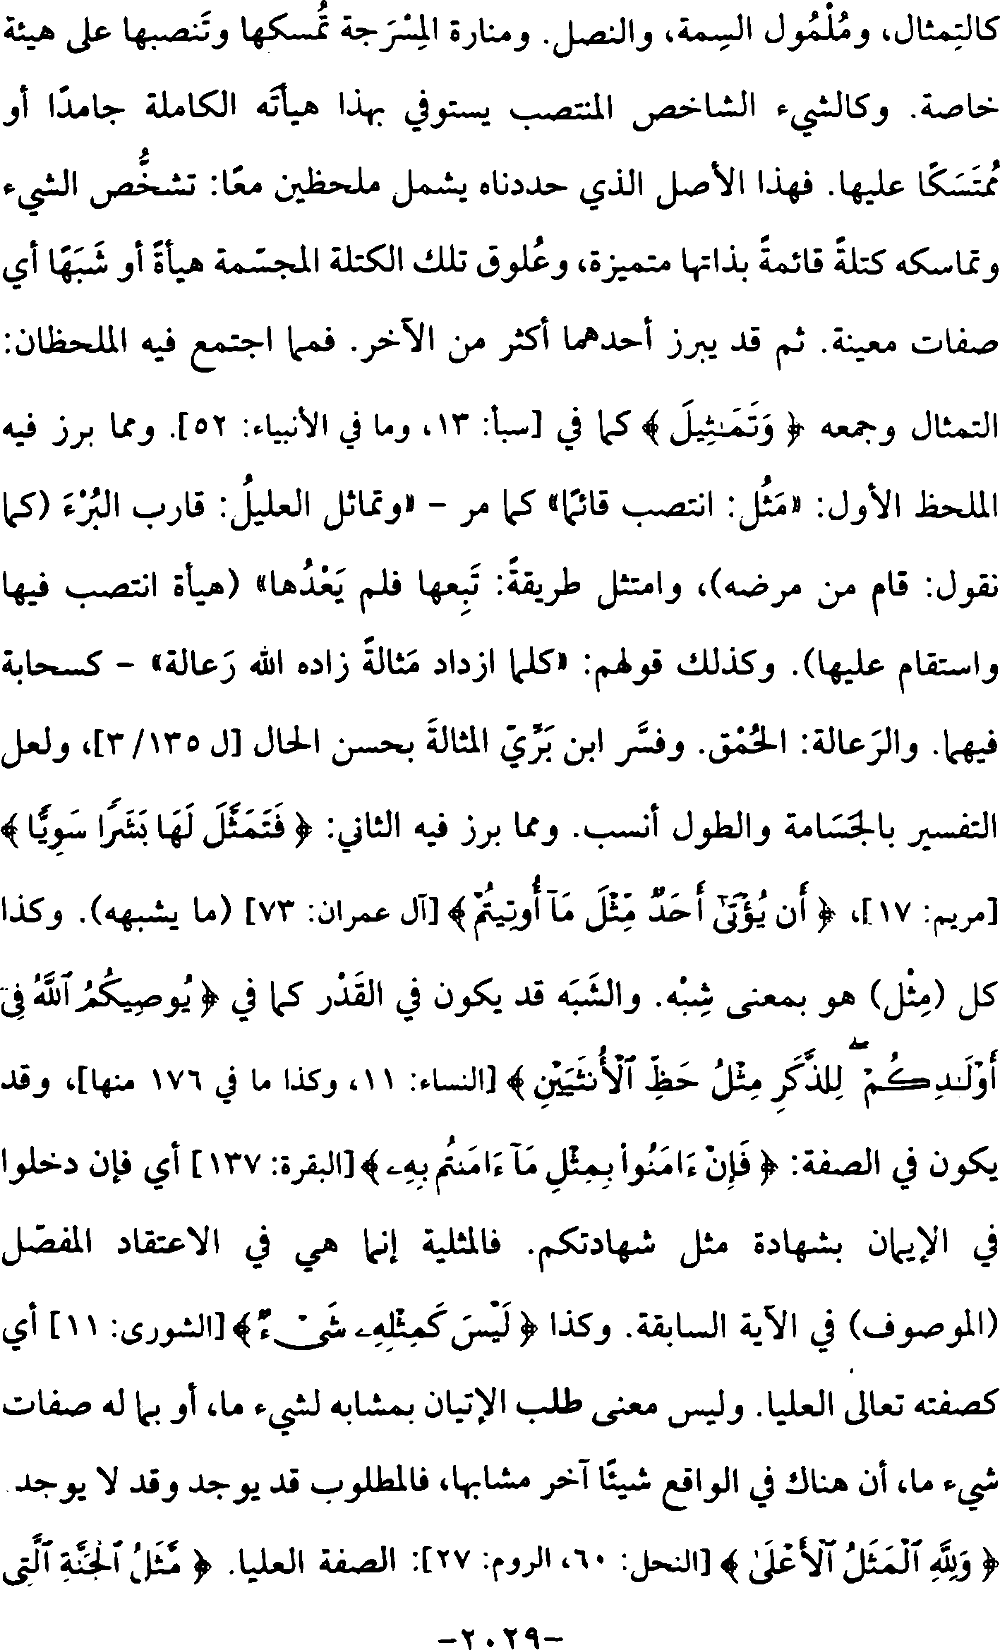 كالتِمثال، ومُلْمُول السِمة، والنصل. ومنارة المِسْرَجة تُمسكها وتَنصبها على هيئة
خاصة. وكالشيء الشاخص المنتصب يستوفي بهذا هيأتَه الكاملة جامدًا أو
مُتَمَسَكًا عليها. فهذا الأصل الذي حددناه يشمل ملحظين معًا: تشخُّص الشيء
وتماسكه كتلةً قائمةً بذاتها متميزة، وعُلوق تلك الكتلة المجسّمة هيأةً أو شَبَهًا أي
صفات معينة. ثم قد يبرز أحدهما أكثر من الآخر. فمما اجتمع فيه الملحظان:
التمثال وجمعه ﴿ وَتَمَـٰثِيلَ ﴾ كما في [سبأ: ١٣، وما في الأنبياء: ٥٢]. ومما برز فيه
الملحظ الأول: «مَثُل: انتصب قائمًا» كما مر - «وتماثل العليلُ: قارب البُرْءَ (كما
نقول: قام من مرضه)، وامتثل طريقةً: تَبِعها فلم يَعْدُها» (هيأة انتصب فيها
واستقام عليها). وكذلك قولهم: «كلما ازداد مَثالةً زاده الله رَعالة» - كسحابة
فيهما. والرَعالة: الحُمْق. وفسَّر ابن بَرِّيّ المثالةَ بحسن الحال [ل ١٣٥/ ٣]، ولعل
التفسير بالجَسَامة والطول أنسب. ومما برز فيه الثاني: ﴿ فَتَمَثَّلَ لَهَا بَشَرًا سَوِيًّا ﴾
[مريم: ١٧]، ﴿ أَن يُؤْتَىٰٓ أَحَدٌ مِّثْلَ مَآ أُوتِيتُمْ ﴾ [آل عمران: ٧٣] (ما يشبهه). وكذا
كل (مِثْل) هو بمعنى شِبْه. والشَبَه قد يكون في القَدْر كما في ﴿ يُوصِيكُمُ ٱللَّهُ فِىٓ
أَوْلَـٰدِكُمْ ۖ لِلذَّكَرِ مِثْلُ حَظِّ ٱلْأُنثَيَيْنِ ﴾ [النساء: ١١، وكذا ما في ١٧٦ منها]، وقد
يكون في الصفة: ﴿ فَإِنْ ءَامَنُوا۟ بِمِثْلِ مَآ ءَامَنتُم بِهِۦ ﴾ [البقرة: ١٣٧] أي فإن دخلوا
في الإيمان بشهادة مثل شهادتكم. فالمثلية إنما هي في الاعتقاد المفصّل
(الموصوف) في الآية السابقة. وكذا ﴿ لَيْسَ كَمِثْلِهِۦ شَىْءٌ ﴾ [الشورى: ١١] أي
كصفته تعالى العليا. وليس معنى طلب الإتيان بمشابه لشيء ما، أو بما له صفات
شيء ما، أن هناك في الواقع شيئًا آخر مشابها، فالمطلوب قد يوجد وقد لا يوجد.
﴿ وَلِلَّهِ ٱلْمَثَلُ ٱلْأَعْلَىٰ ﴾ [النحل: ٦٠، الروم: ٢٧]: الصفة العليا. ﴿ مَّثَلُ ٱلْجَنَّةِ ٱلَّتِى
-٢٠٢٩-